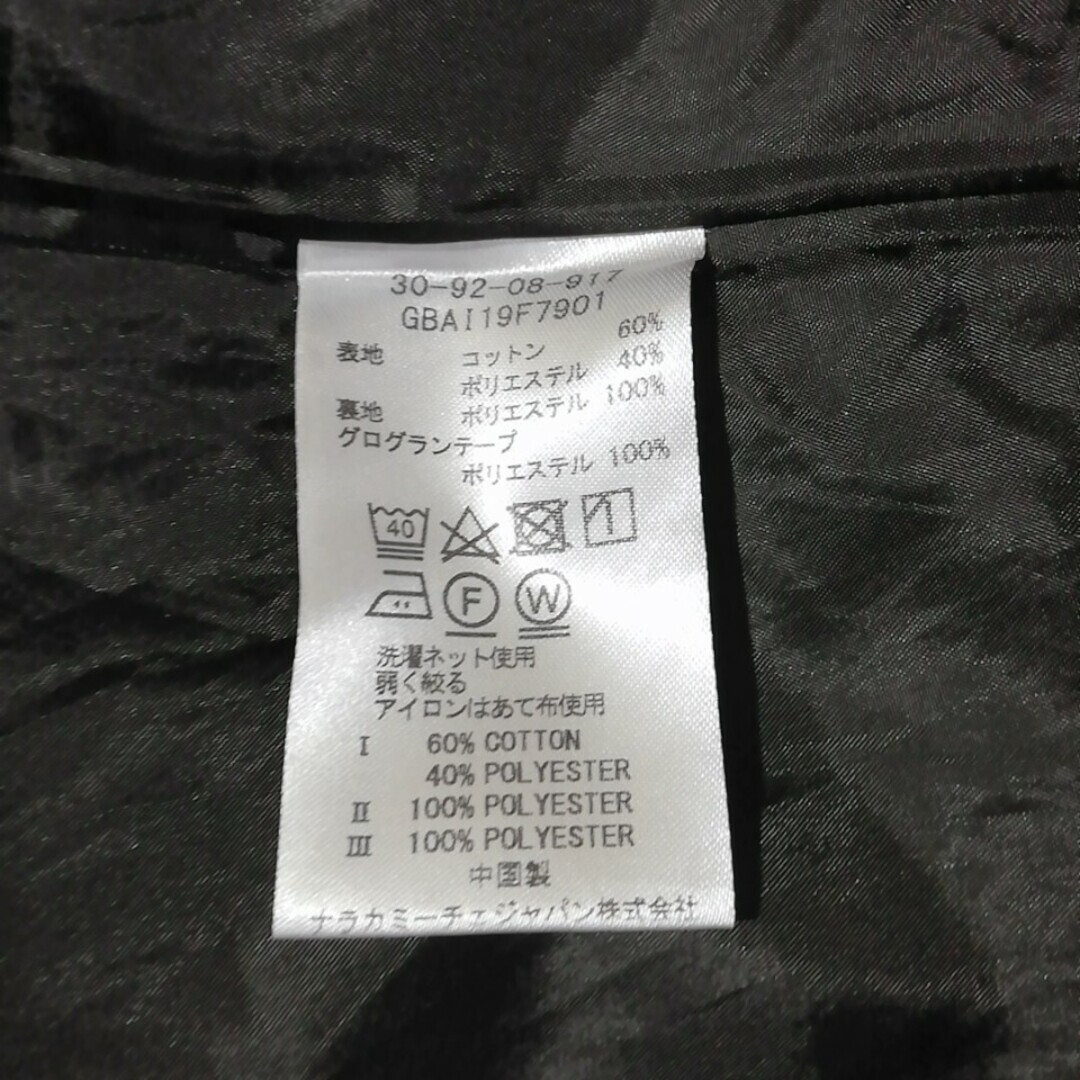 30-92-08-917
GBAI19F7901
表地 コットン 60%
ポリエステル 40%
裏地 ポリエステル 100%
グログランテープ
ポリエステル 100%
40
F W
洗濯ネット使用
弱く絞る
アイロンはあて布使用
I 60% COTTON
40% POLYESTER
II 100% POLYESTER
III 100% POLYESTER
中国製
ナラカミーチェジャパン株式会社